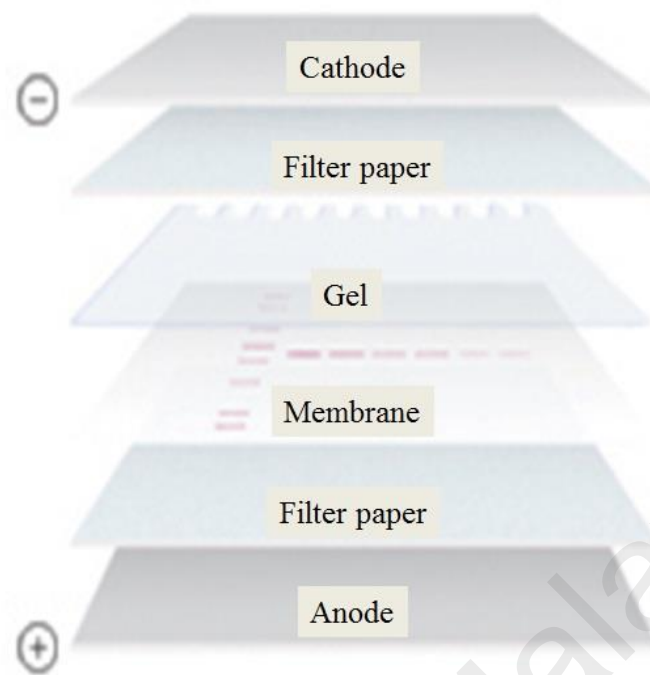 Cathode
−
Filter paper
Gel
Membrane
Filter paper
Anode
+